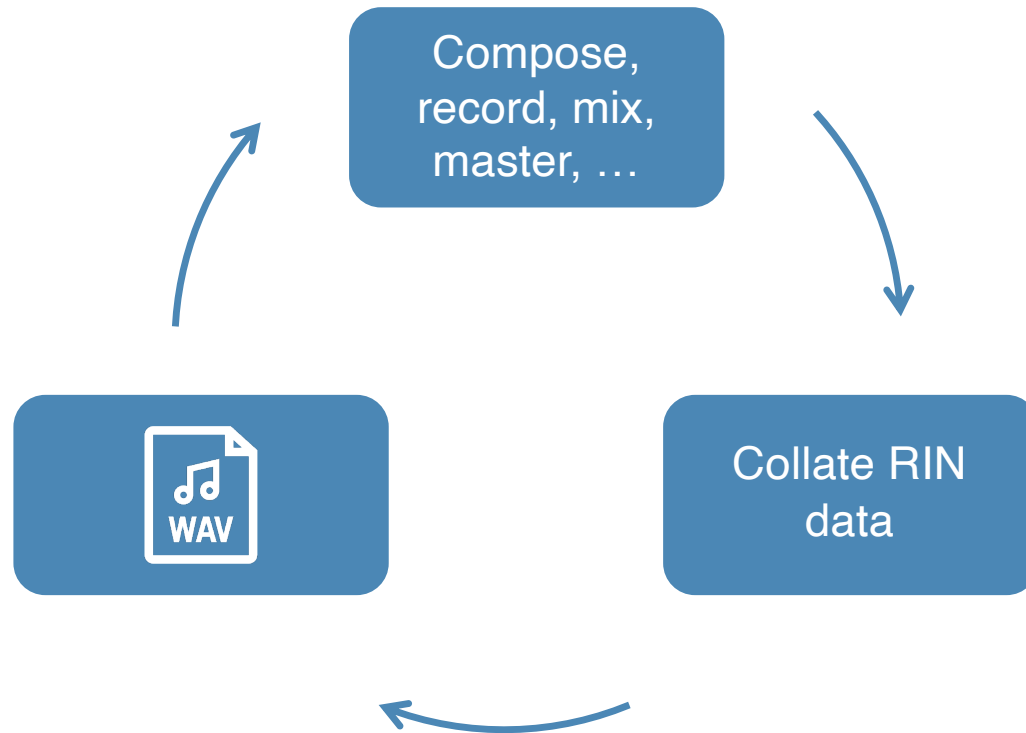 Compose,
record, mix,
master, …
WAV
Collate RIN
data